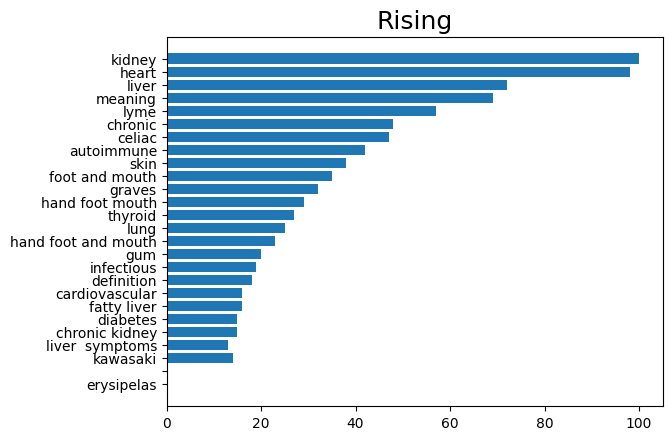 Rising
kidney
heart
liver
meaning
lyme
chronic
celiac
autoimmune
skin
foot and mouth
graves
hand foot mouth
thyroid
lung
hand foot and mouth
gum
infectious
definition
cardiovascular
fatty liver
diabetes
chronic kidney
liver  symptoms
kawasaki
erysipelas
0 20 40 60 80 100